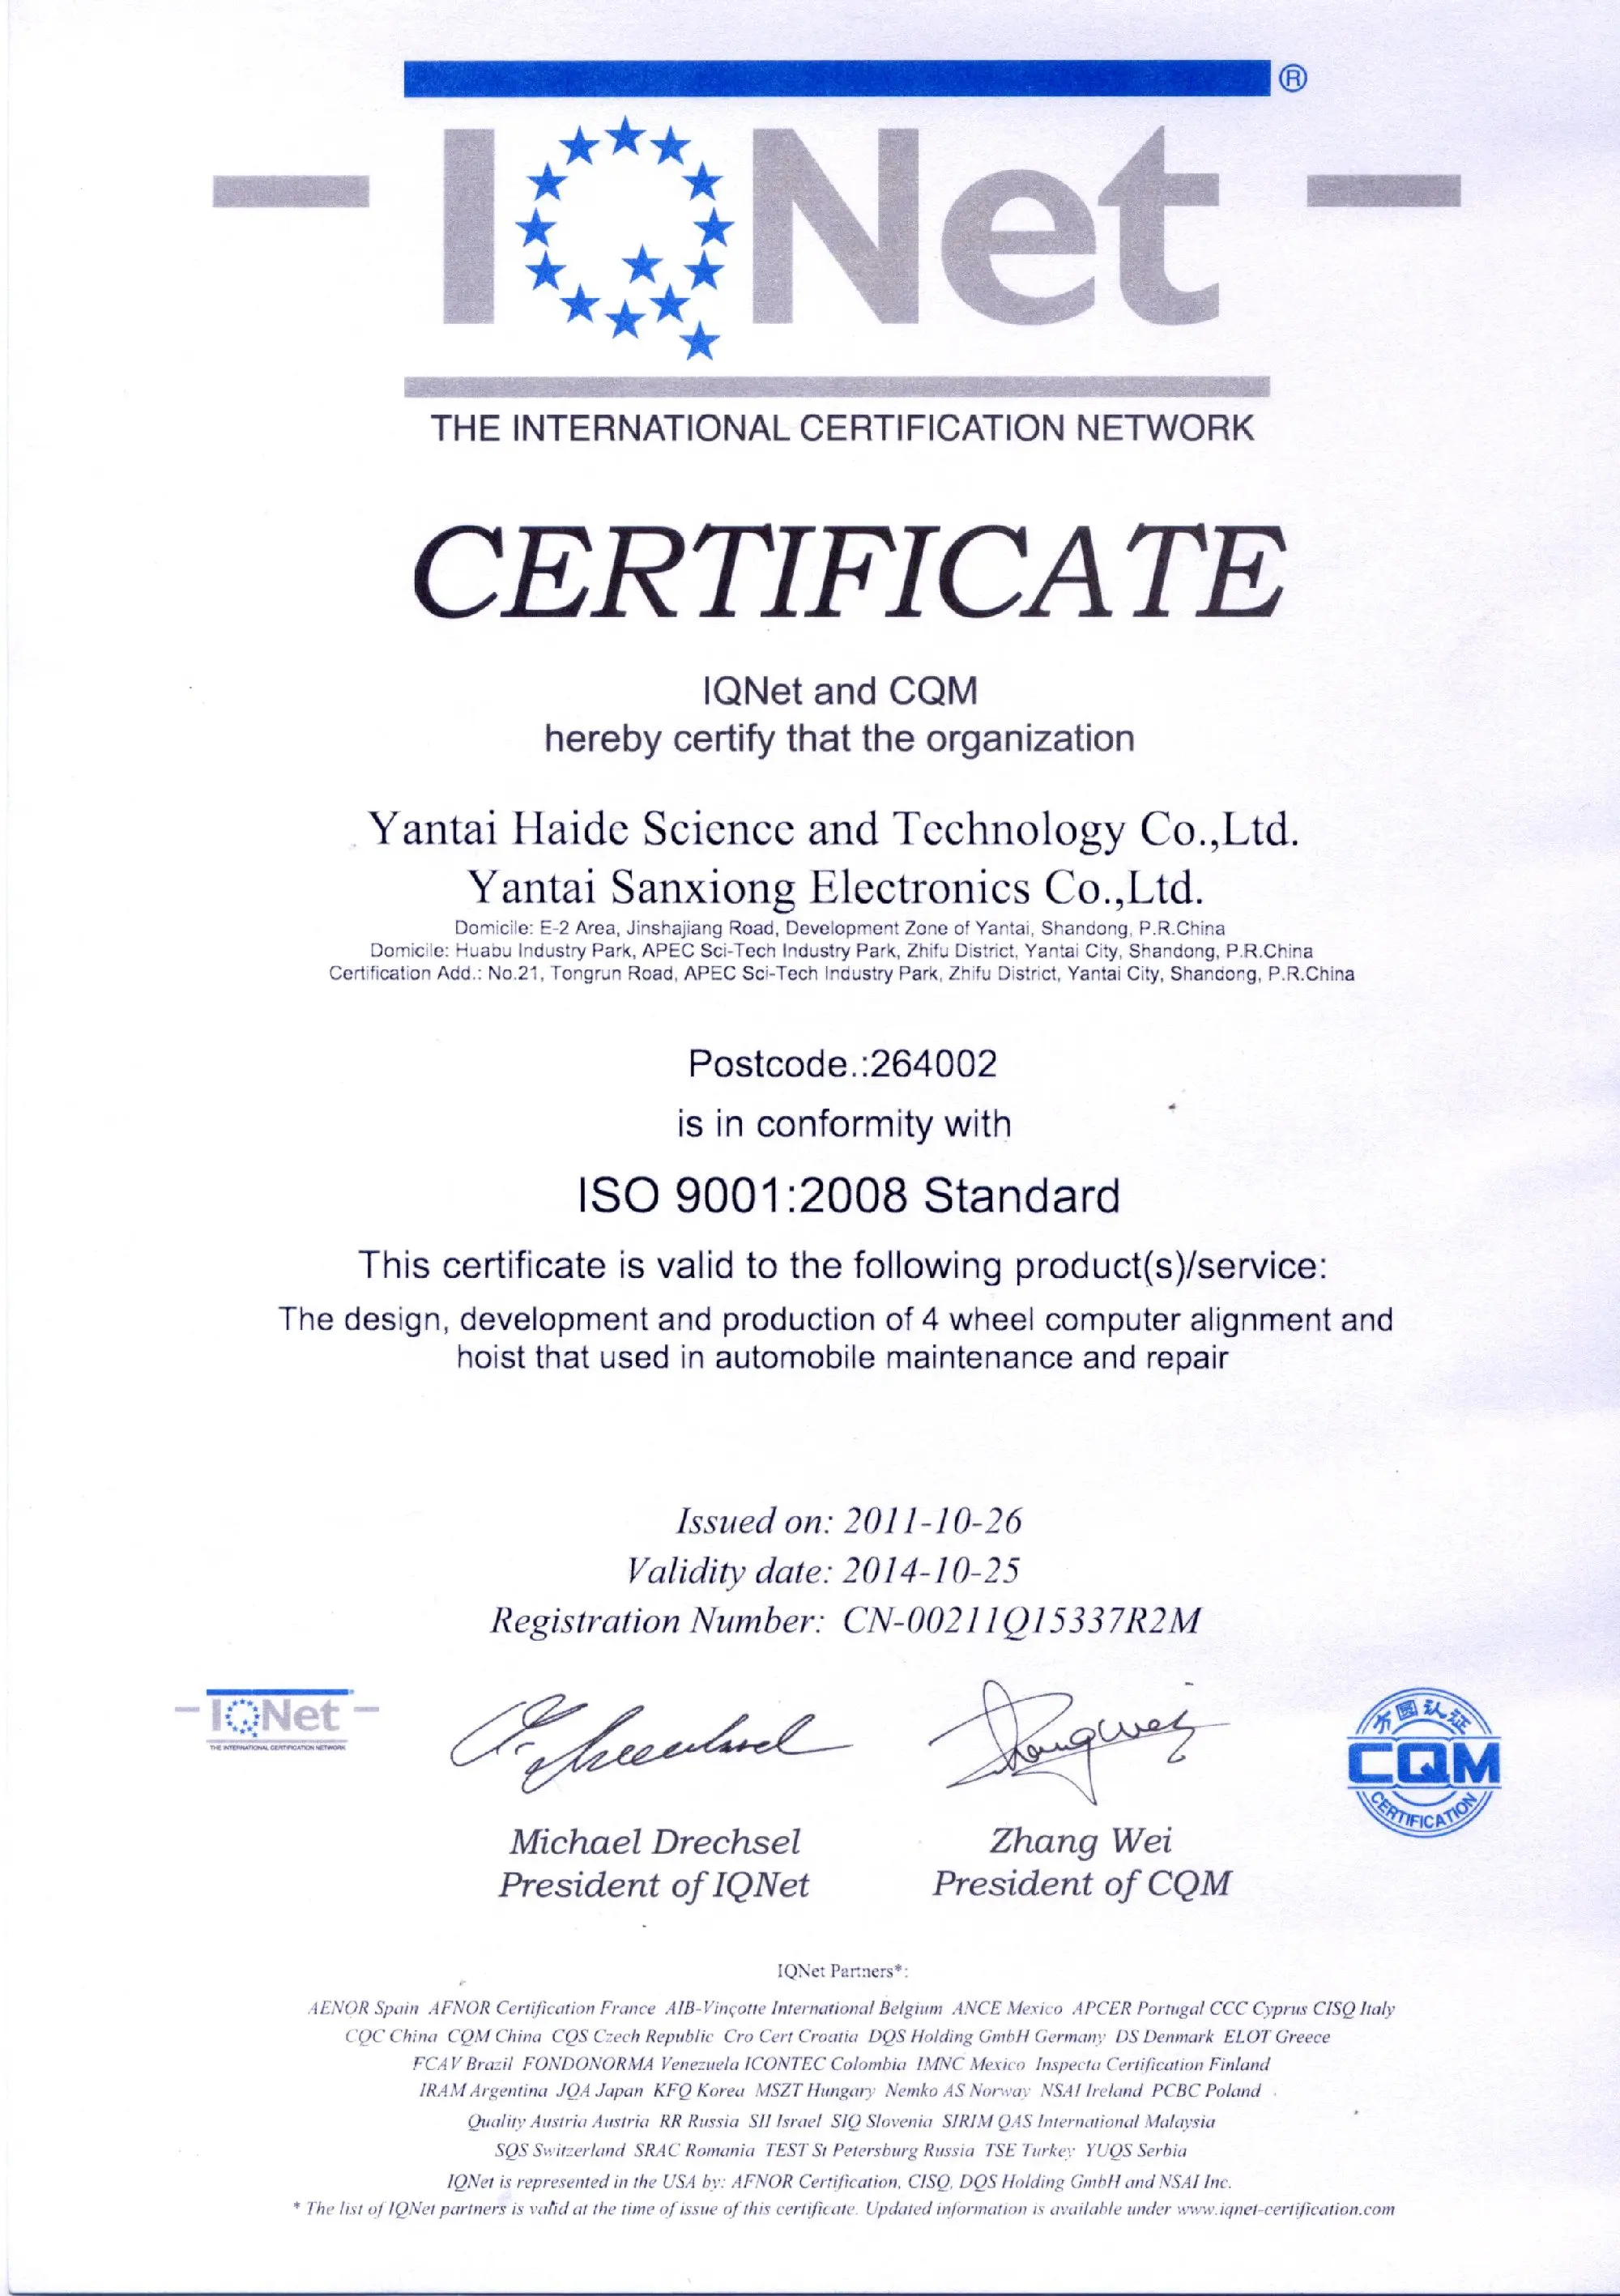 IQNet ®
THE INTERNATIONAL CERTIFICATION NETWORK
CERTIFICATE
IQNet and CQM
hereby certify that the organization
Yantai Haide Science and Technology Co.,Ltd.
Yantai Sanxiong Electronics Co.,Ltd.
Domicile: E-2 Area, Jinshajiang Road, Development Zone of Yantai, Shandong, P.R.China
Domicile: Huabu Industry Park, APEC Sci-Tech Industry Park, Zhifu District, Yantai City, Shandong, P.R.China
Certification Add.: No.21, Tongrun Road, APEC Sci-Tech Industry Park, Zhifu District, Yantai City, Shandong, P.R.China
Postcode.:264002
is in conformity with
ISO 9001:2008 Standard
This certificate is valid to the following product(s)/service:
The design, development and production of 4 wheel computer alignment and
hoist that used in automobile maintenance and repair
Issued on: 2011-10-26
Validity date: 2014-10-25
Registration Number: CN-00211Q15337R2M
IQNet
THE INTERNATIONAL CERTIFICATION NETWORK
方圆认证
CQM
CERTIFICATION
Michael Drechsel
President of IQNet
Zhang Wei
President of CQM
IQNet Partners*:
AENOR Spain AFNOR Certification France AIB-Vinçotte International Belgium ANCE Mexico APCER Portugal CCC Cyprus CISQ Italy
CQC China CQM China CQS Czech Republic Cro Cert Croatia DQS Holding GmbH Germany DS Denmark ELOT Greece
FCAV Brazil FONDONORMA Venezuela ICONTEC Colombia IMNC Mexico Inspecta Certification Finland
IRAM Argentina JQA Japan KFQ Korea MSZT Hungary Nemko AS Norway NSAI Ireland PCBC Poland
Quality Austria Austria RR Russia SII Israel SIQ Slovenia SIRIM QAS International Malaysia
SQS Switzerland SRAC Romania TEST St Petersburg Russia TSE Turkey YUQS Serbia
IQNet is represented in the USA by: AFNOR Certification, CISQ, DQS Holding GmbH and NSAI Inc.
* The list of IQNet partners is valid at the time of issue of this certificate. Updated information is available under www.iqnet-certification.com